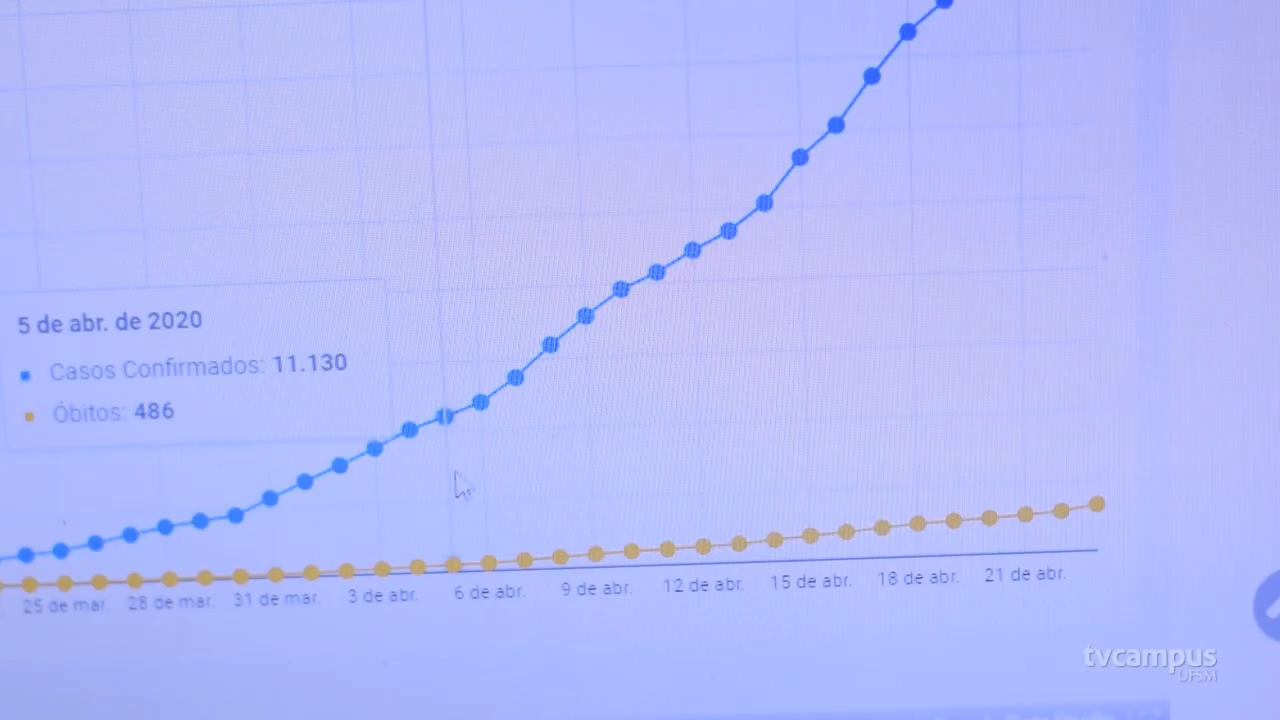 5 de abr. de 2020
Casos Confirmados: 11.130
Óbitos: 486
25 de mar.
28 de mar.
31 de mar.
3 de abr.
6 de abr.
9 de abr.
12 de abr.
15 de abr.
18 de abr.
21 de abr.
tvcampus
UFSM